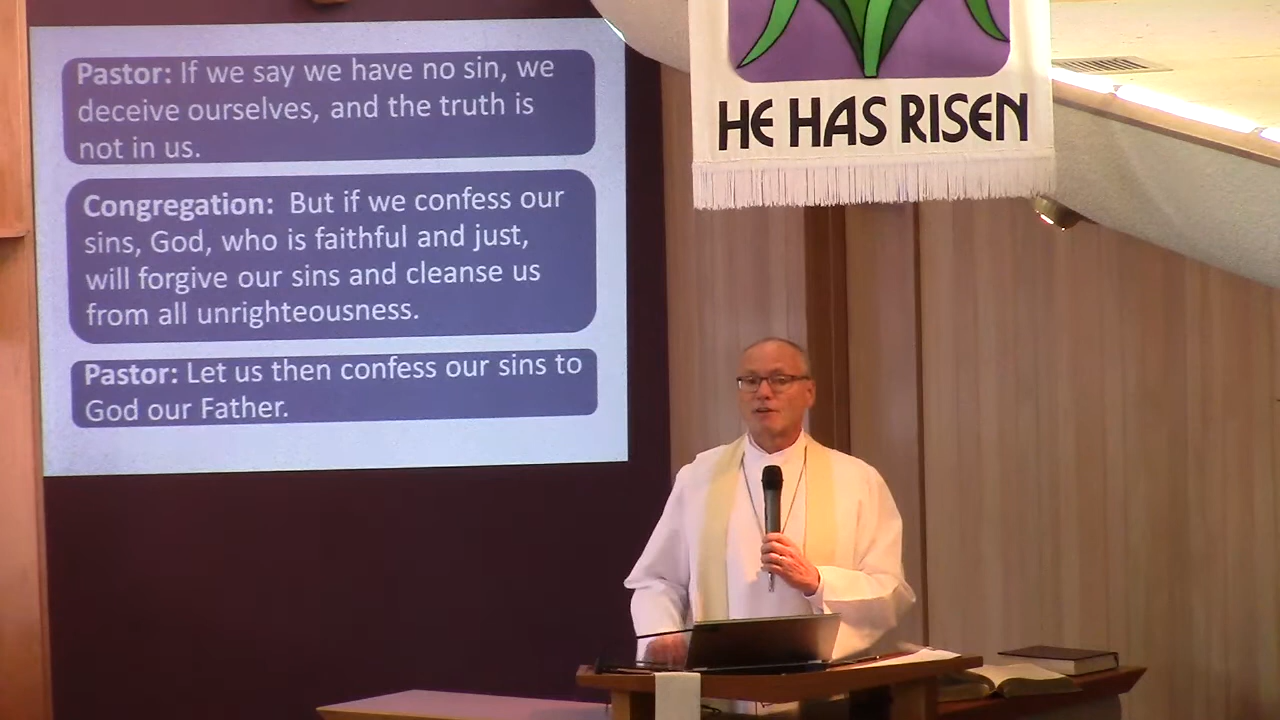 Pastor: If we say we have no sin, we
deceive ourselves, and the truth is
not in us.
Congregation: But if we confess our
sins, God, who is faithful and just,
will forgive our sins and cleanse us
from all unrighteousness.
Pastor: Let us then confess our sins to
God our Father.
HE HAS RISEN